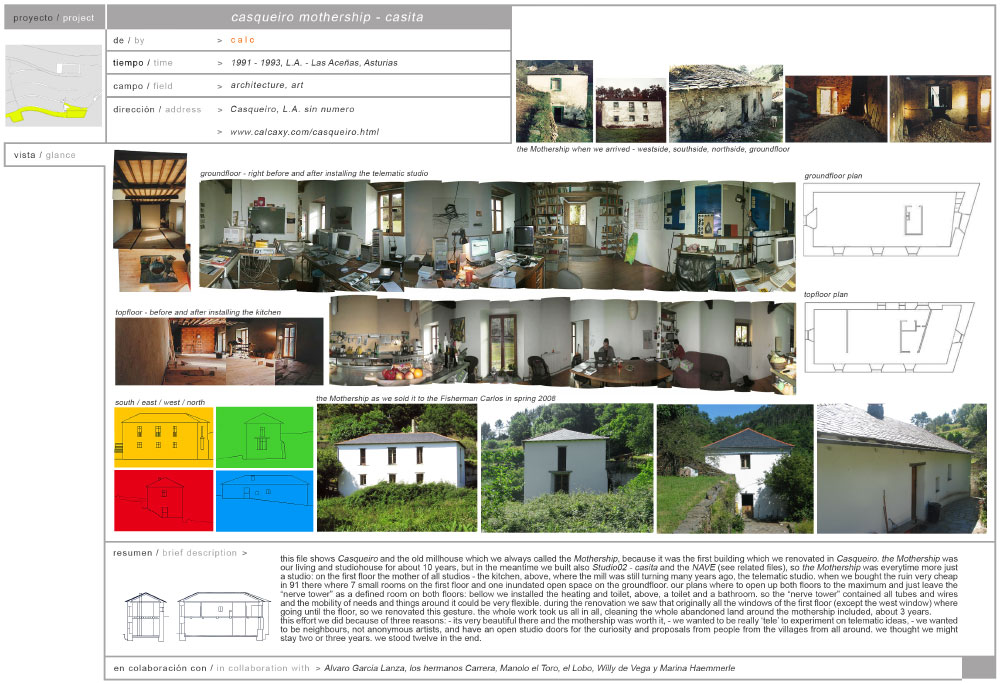 proyecto / project
casqueiro mothership - casita
de / by > calc
tiempo / time > 1991 - 1993, L.A. - Las Aceñas, Asturias
campo / field > architecture, art
dirección / address > Casqueiro, L.A. sin numero
> www.calcaxy.com/casqueiro.html
the Mothership when we arrived - westside, southside, northside, groundfloor
vista / glance
groundfloor - right before and after installing the telematic studio
groundfloor plan
topfloor plan
topfloor - before and after installing the kitchen
south / east / west / north
the Mothership as we sold it to the Fisherman Carlos in spring 2008
resumen / brief description >
this file shows Casqueiro and the old millhouse which we always called the Mothership, because it was the first building which we renovated in Casqueiro. the Mothership was
our living and studiohouse for about 10 years, but in the meantime we built also Studio02 - casita and the NAVE (see related files), so the Mothership was everytime more just
a studio: on the first floor the mother of all studios - the kitchen, above, where the mill was still turning many years ago, the telematic studio. when we bought the ruin very cheap
in 91 there where 7 small rooms on the first floor and one inundated open space on the groundfloor. our plans where to open up both floors to the maximum and just leave the
“nerve tower” as a defined room on both floors: bellow we installed the heating and toilet, above, a toilet and a bathroom. so the “nerve tower” contained all tubes and wires
and the mobility of needs and things around it could be very flexible. during the renovation we saw that originally all the windows of the first floor (except the west window) where
going until the floor, so we renovated this gesture. the whole work took us all in all, cleaning the whole abandoned land around the mothership included, about 3 years.
this effort we did because of three reasons: - its very beautiful there and the mothership was worth it, - we wanted to be really ‘tele’ to experiment on telematic ideas, - we wanted
to be neighbours, not anonymous artists, and have an open studio doors for the curiosity and proposals from people from the villages from all around. we thought we might
stay two or three years. we stood twelve in the end.
en colaboración con / in collaboration with > Alvaro Garcia Lanza, los hermanos Carrera, Manolo el Toro, el Lobo, Willy de Vega y Marina Haemmerle